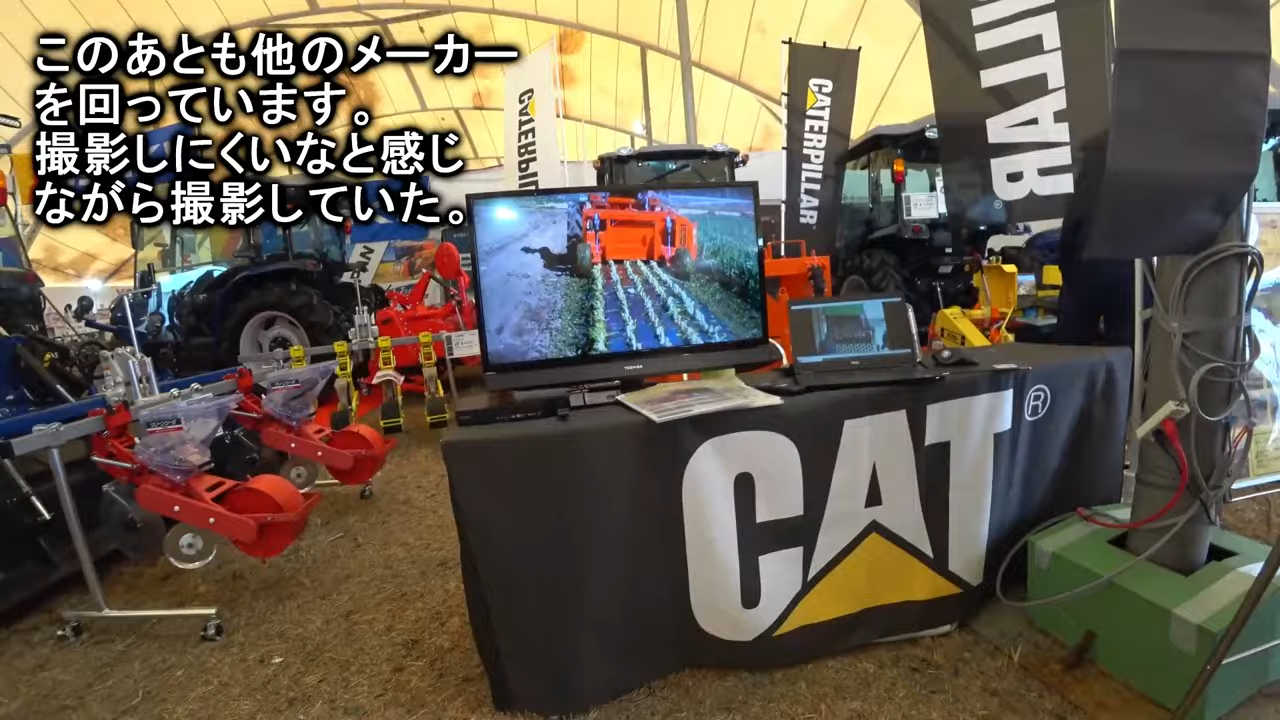 このあとも他のメーカー
を回っています。
撮影しにくいなと感じ
ながら撮影していた。
CATERPIL
CATERPILLAR
LLAR
®
TOSHIBA
CAT®